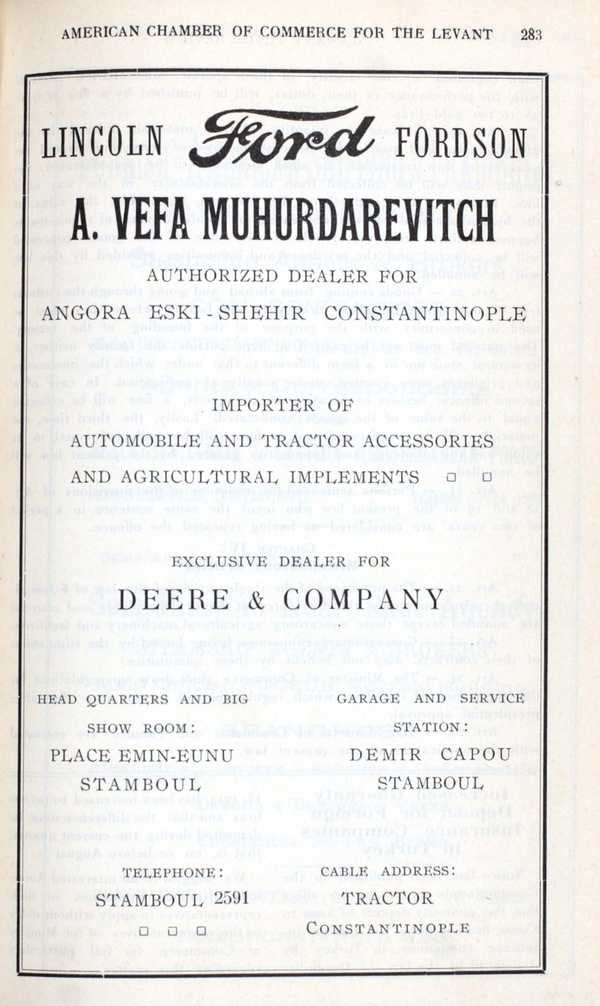 AMERICAN CHAMBER OF COMMERCE FOR THE LEVANT 283
LINCOLN Ford FORDSON
A. VEFA MUHURDAREVITCH
AUTHORIZED DEALER FOR
ANGORA ESKI-SHEHIR CONSTANTINOPLE
IMPORTER OF
AUTOMOBILE AND TRACTOR ACCESSORIES
AND AGRICULTURAL IMPLEMENTS
EXCLUSIVE DEALER FOR
DEERE & COMPANY
HEAD QUARTERS AND BIG
SHOW ROOM:
PLACE EMIN-EUNU
STAMBOUL
GARAGE AND SERVICE
STATION:
DEMIR CAPOU
STAMBOUL
TELEPHONE:
STAMBOUL 2591
CABLE ADDRESS:
TRACTOR
CONSTANTINOPLE